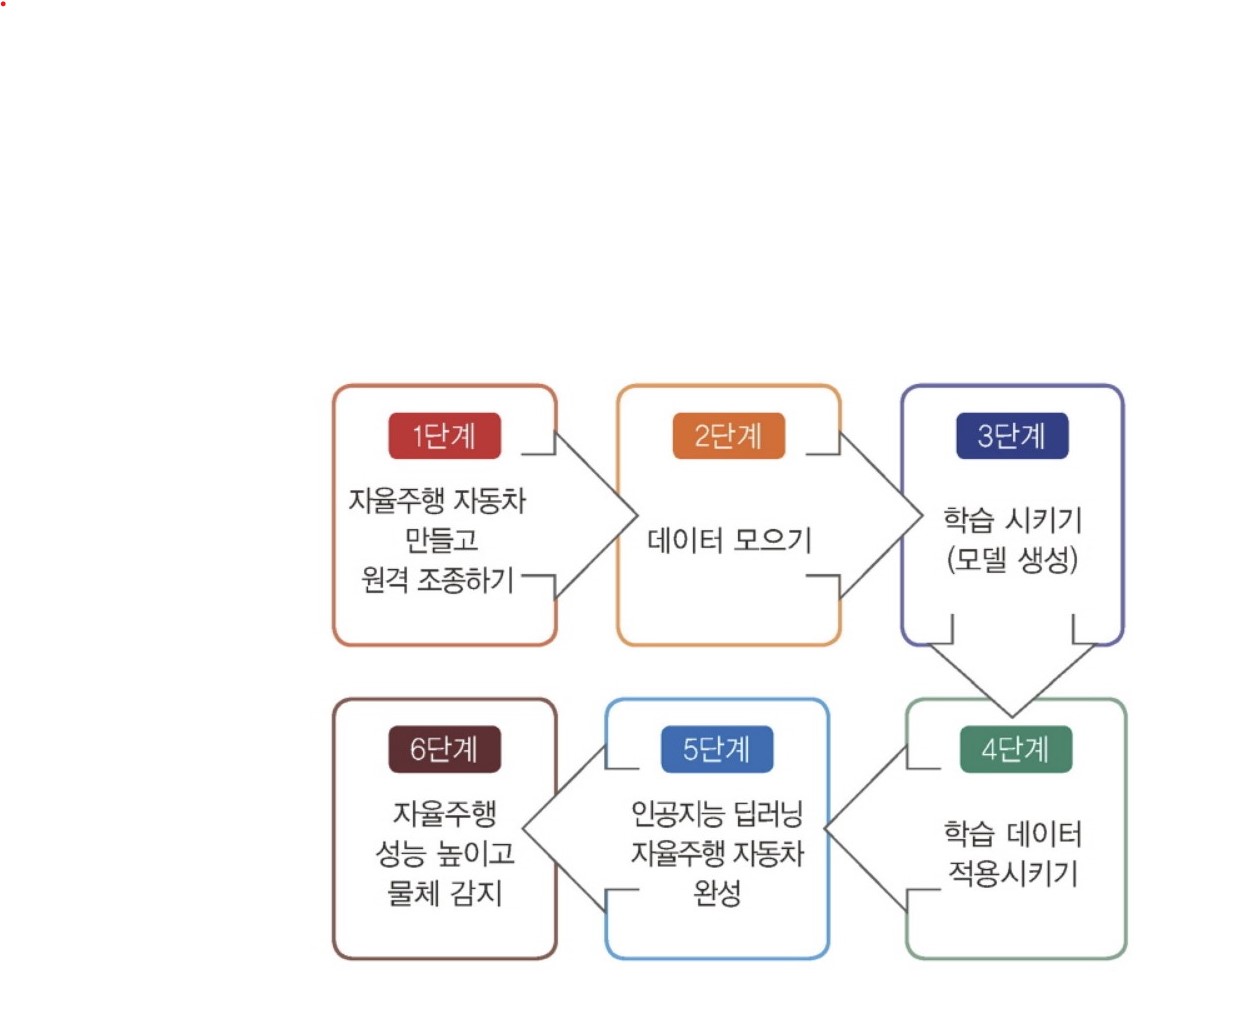 1단계
자율주행 자동차
만들고
원격 조종하기
2단계
데이터 모으기
3단계
학습 시키기
(모델 생성)
4단계
학습 데이터
적용시키기
5단계
인공지능 딥러닝
자율주행 자동차
완성
6단계
자율주행
성능 높이고
물체 감지